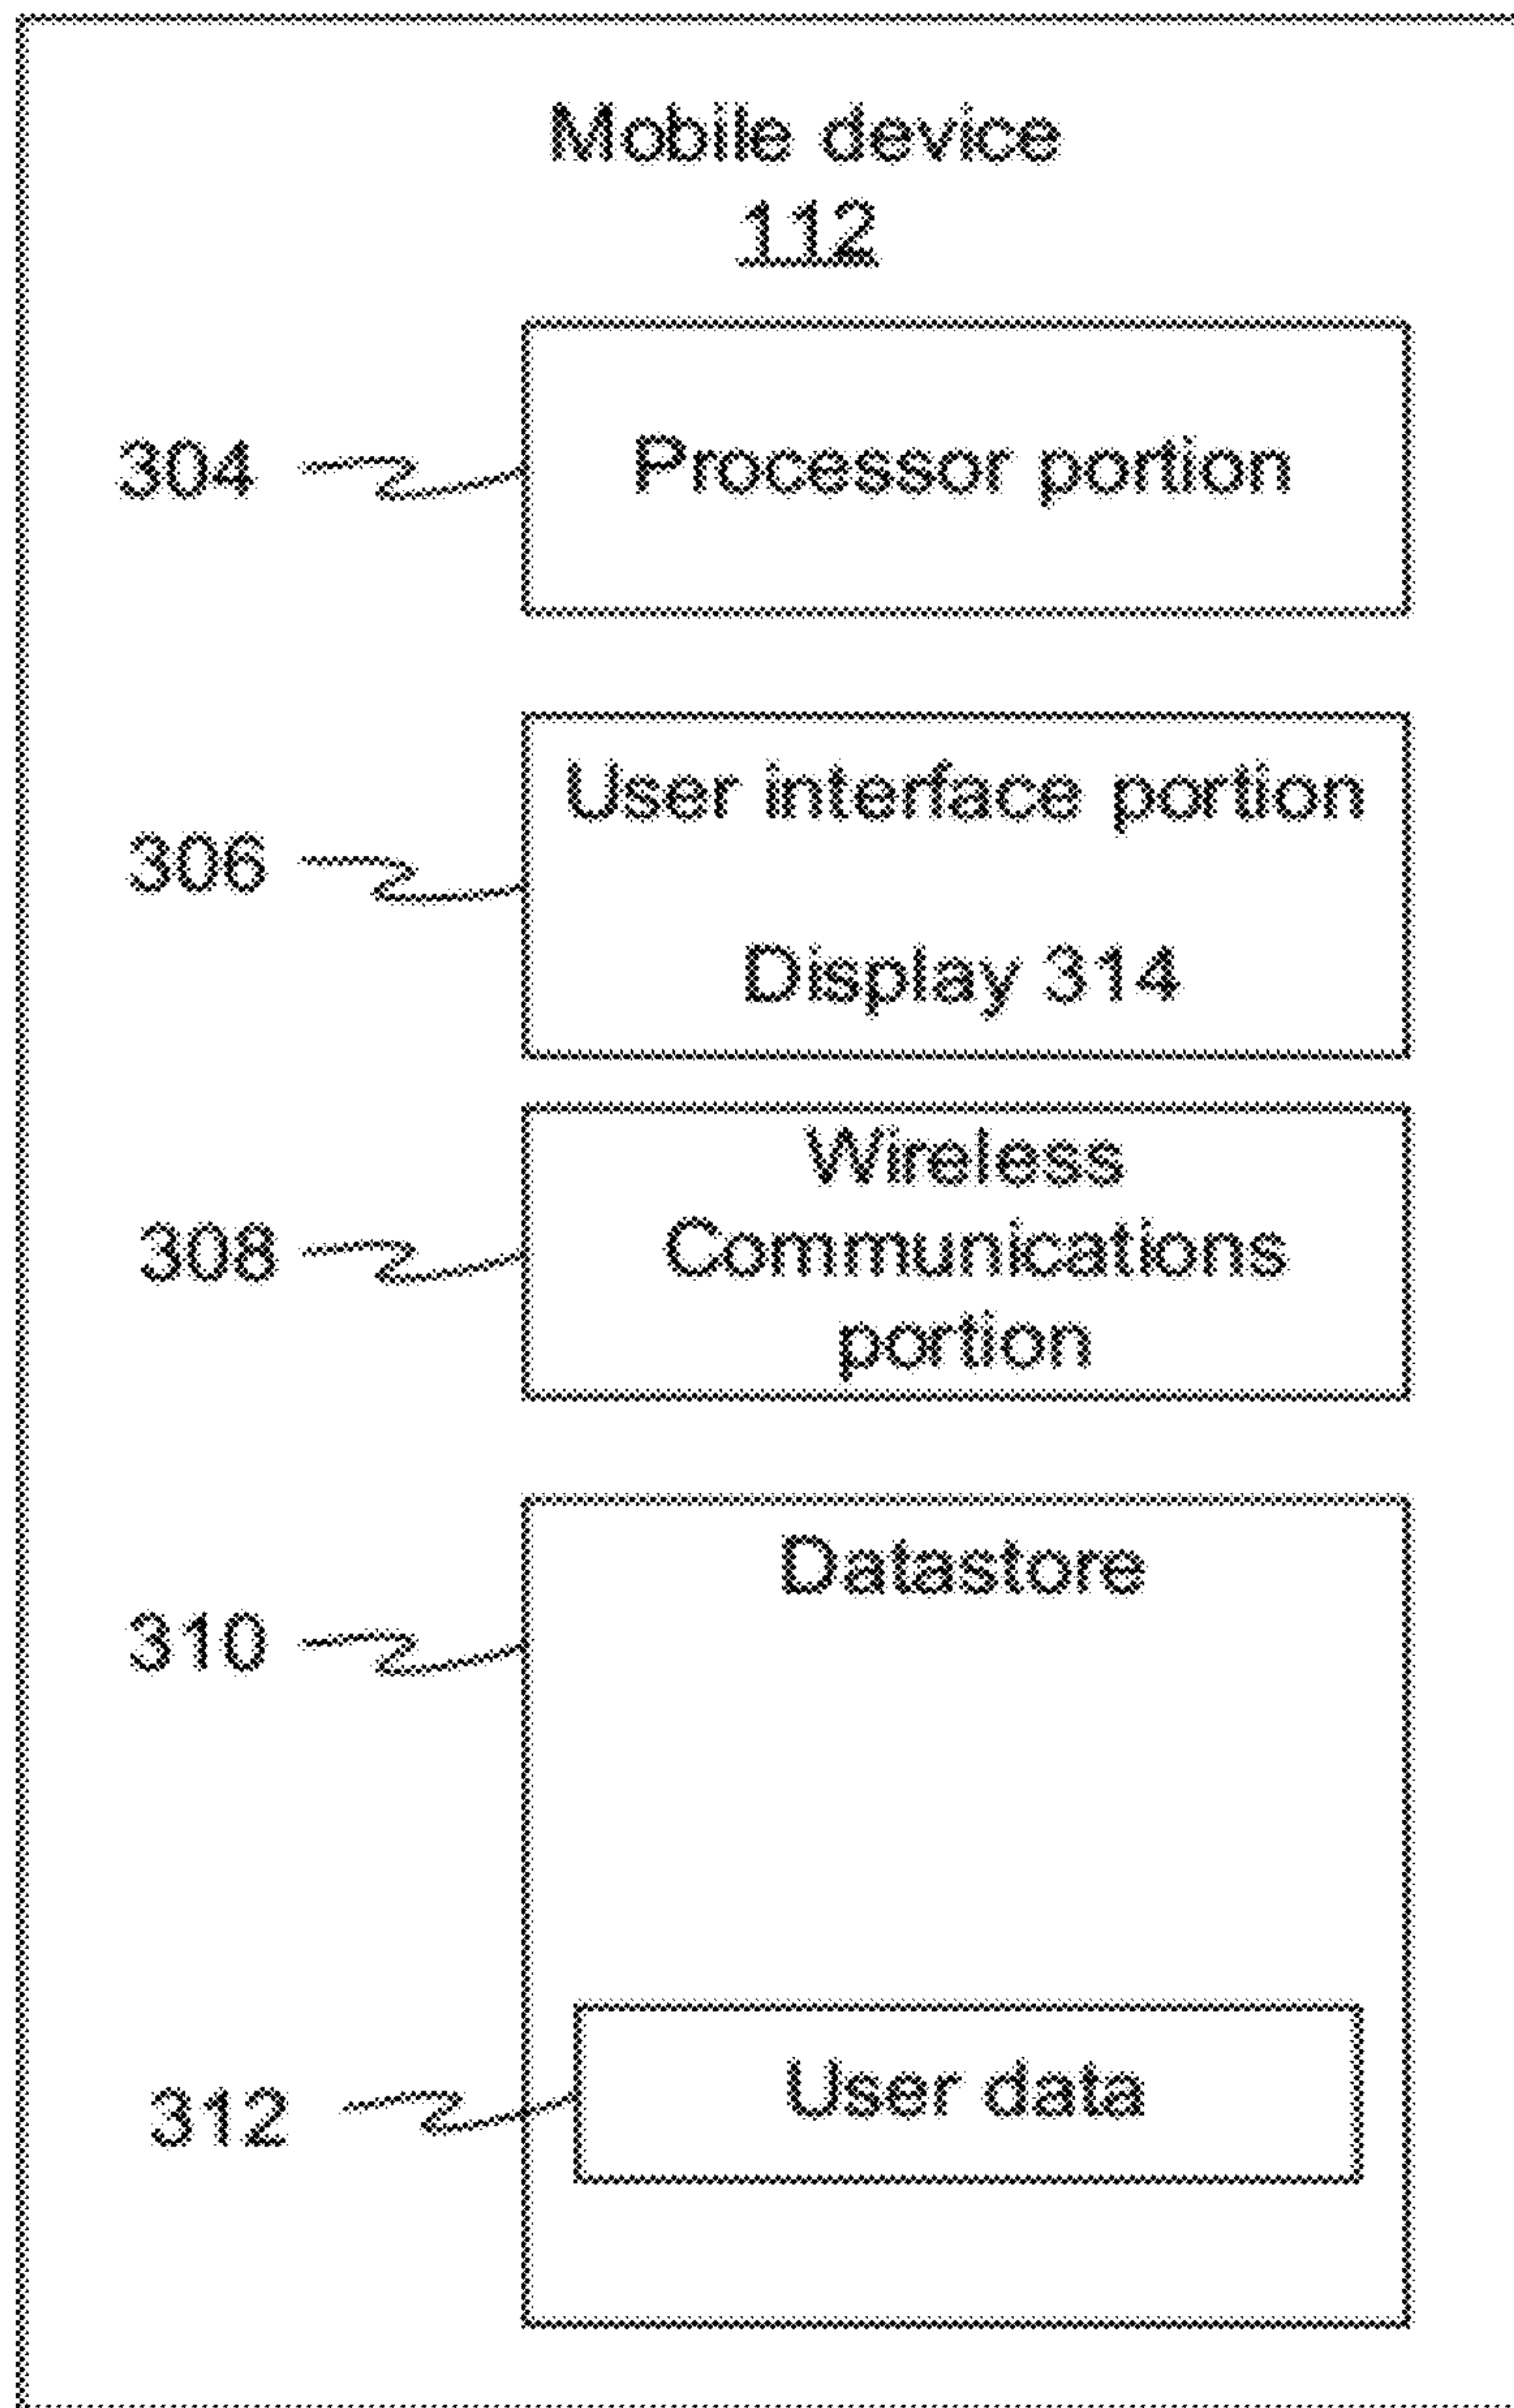 Mobile device
112
304
Processor portion
User interface portion
306
Display 314
Wireless
308
Communications
portion
Datastore
310
User data
312